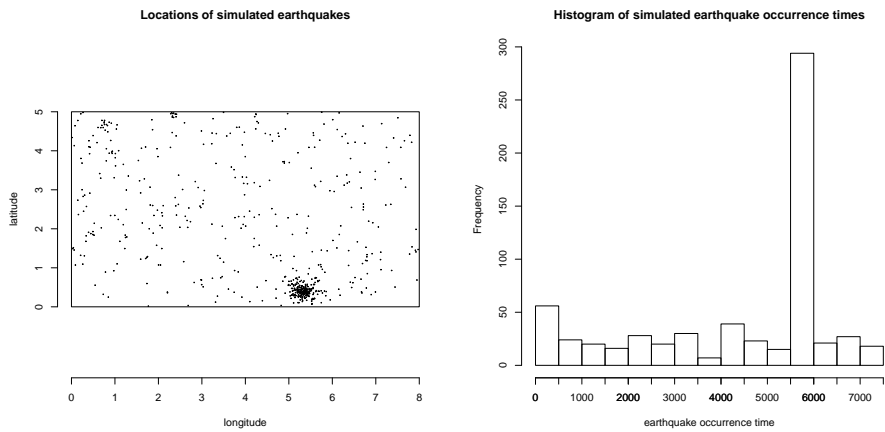 Locations of simulated earthquakes
5
4
3
2
1
0
latitude
0 1 2 3 4 5 6 7 8
longitude
Histogram of simulated earthquake occurrence times
300
250
200
150
100
50
0
Frequency
0 1000 2000 3000 4000 5000 6000 7000
earthquake occurrence time